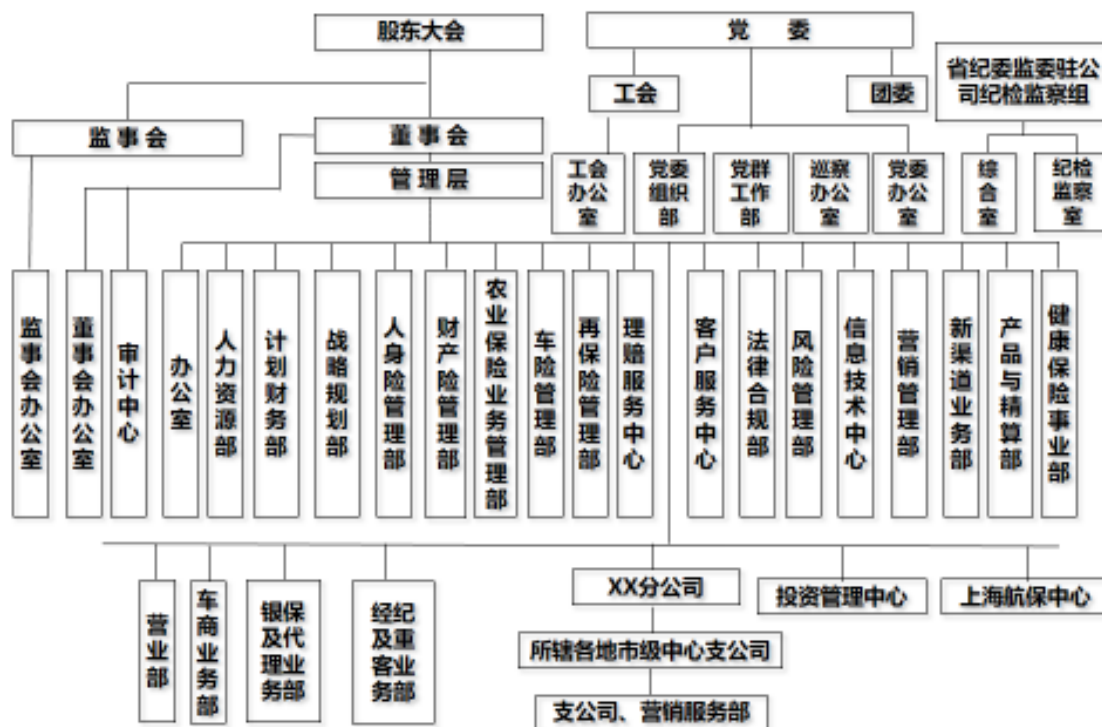 股东大会
党 委
省纪委监委驻公
司纪检监察组
工会
团委
监 事 会
董 事 会
管 理 层
工会
办公
室
党委
组织
部
党群
工作
部
巡察
办公
室
党委
办公
室
综
合
室
纪检
监察
室
监事会办公室
董事会办公室
审计中心
办公室
人力资源部
计划财务部
战略规划部
人身险管理部
财产险管理部
农业保险业务管理部
车险管理部
再保险管理部
理赔服务中心
客户服务中心
法律合规部
风险管理部
信息技术中心
营销管理部
新渠道业务部
产品与精算部
健康保险事业部
营业部
车商业务部
银保
及代
理业
务部
经纪
及重
客业
务部
XX分公司
投资管理中心
上海航保中心
所辖各地市级中心支公司
支公司、营销服务部